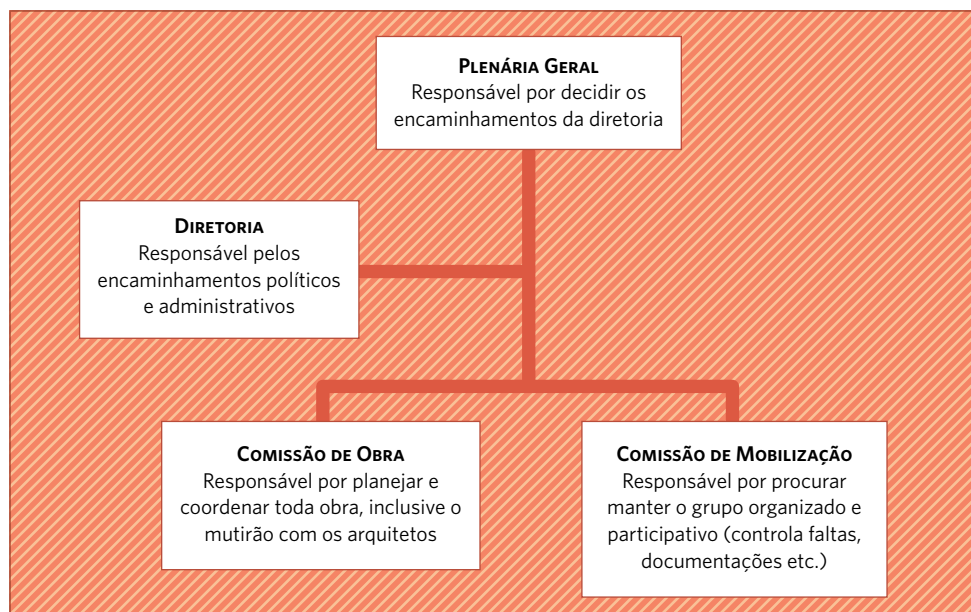 Plenária Geral
Responsável por decidir os
encaminhamentos da diretoria
Diretoria
Responsável pelos
encaminhamentos políticos
e administrativos
Comissão de Obra
Responsável por planejar e
coordenar toda obra, inclusive o
mutirão com os arquitetos
Comissão de Mobilização
Responsável por procurar
manter o grupo organizado e
participativo (controla faltas,
documentações etc.)